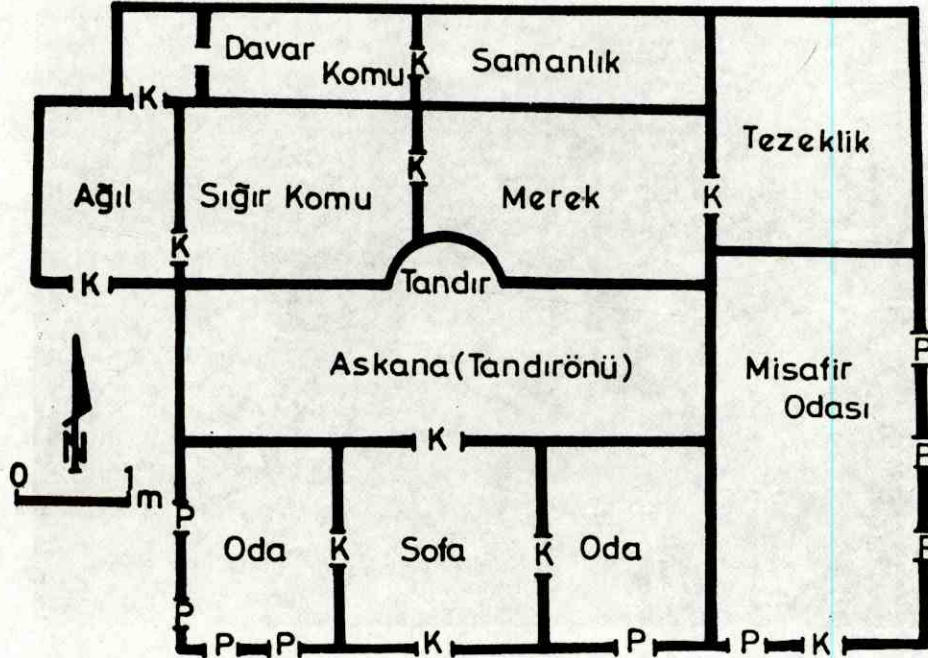 Davar
Komu
K
Samanlık
K
Tezeklik
Ağıl
Sığır Komu
K
Merek
K
K
K
Tandır
Askana (Tandırönü)
Misafir
Odası
P
N
0 1
m
K
P
P
Oda
K
Sofa
K
Oda
P
P
P
P
K
P
P
K